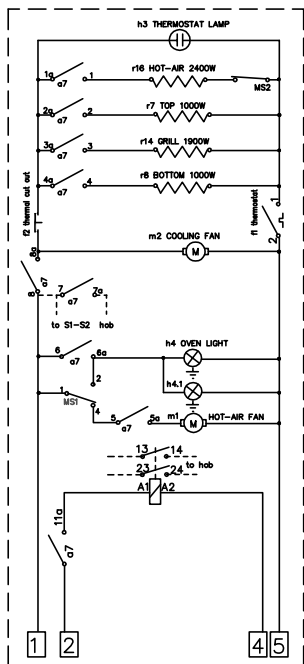 h3 THERMOSTAT LAMP
r16 HOT-AIR 2400W
1a a7 1
MS2
r7 TOP 1000W
2a a7 2
r14 GRILL 1900W
3a a7 3
r8 BOTTOM 1000W
4a a7 4
f2 thermal cut out
f1 thermostat
1
2
m2 COOLING FAN
M
8a
a7
8
7 7a
a7
to S1-S2 hob
h4 OVEN LIGHT
6 6a
a7
2
h4.1
1
MS1
4
5 5a
a7
m1 HOT-AIR FAN
M
13 14
to hob
23 24
A1 A2
11a
a7
1 2 4 5